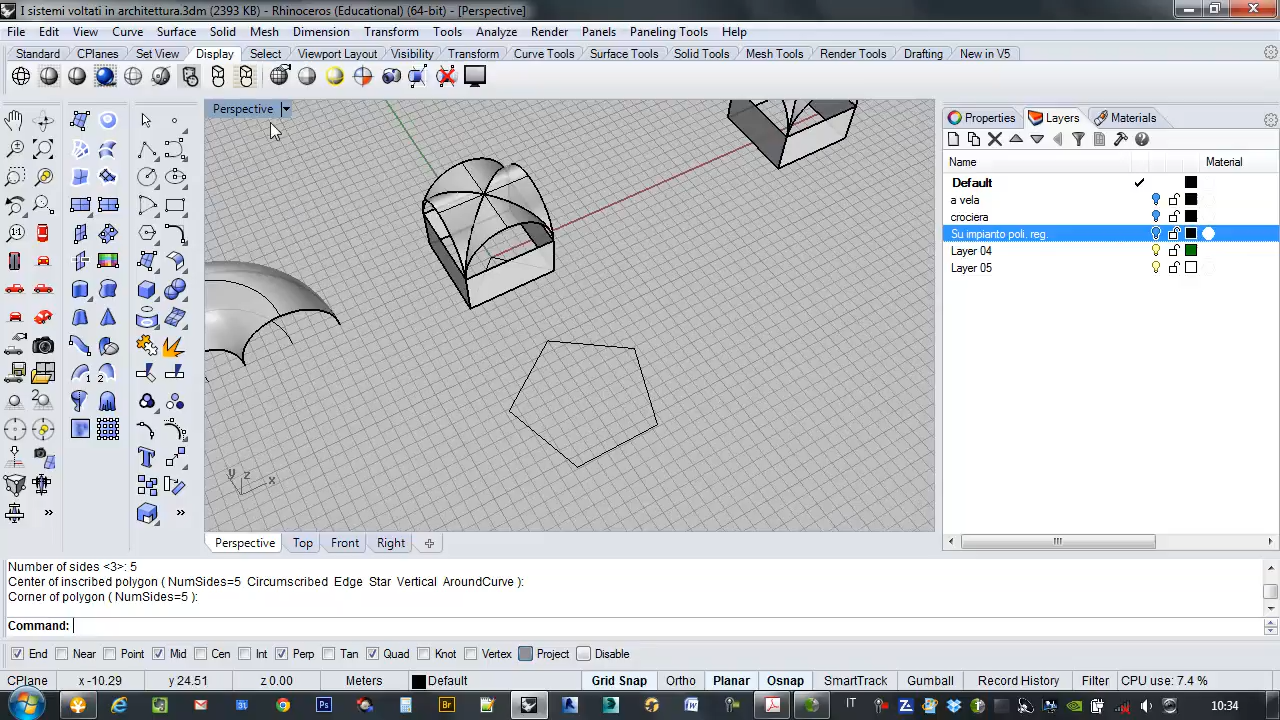 I sistemi voltati in architettura.3dm (2393 KB) - Rhinoceros (Educational) (64-bit) - [Perspective]
File Edit View Curve Surface Solid Mesh Dimension Transform Tools Analyze Render Panels Paneling Tools Help
Standard CPlanes Set View Display Select Viewport Layout Visibility Transform Curve Tools Surface Tools Solid Tools Mesh Tools Render Tools Drafting New in V5
Perspective
Properties Layers Materials
Name Material
Default
a vela
crociera
Su impianto poli. reg.
Layer 04
Layer 05
y z x
Perspective Top Front Right
Number of sides <3>: 5
Center of inscribed polygon ( NumSides=5 Circumscribed Edge Star Vertical AroundCurve ):
Corner of polygon ( NumSides=5 ):
Command:
End Near Point Mid Cen Int Perp Tan Quad Knot Vertex Project Disable
CPlane x -10.29 y 24.51 z 0.00 Meters Default Grid Snap Ortho Planar Osnap SmartTrack Gumball Record History Filter CPU use: 7.4 %
IT 10:34